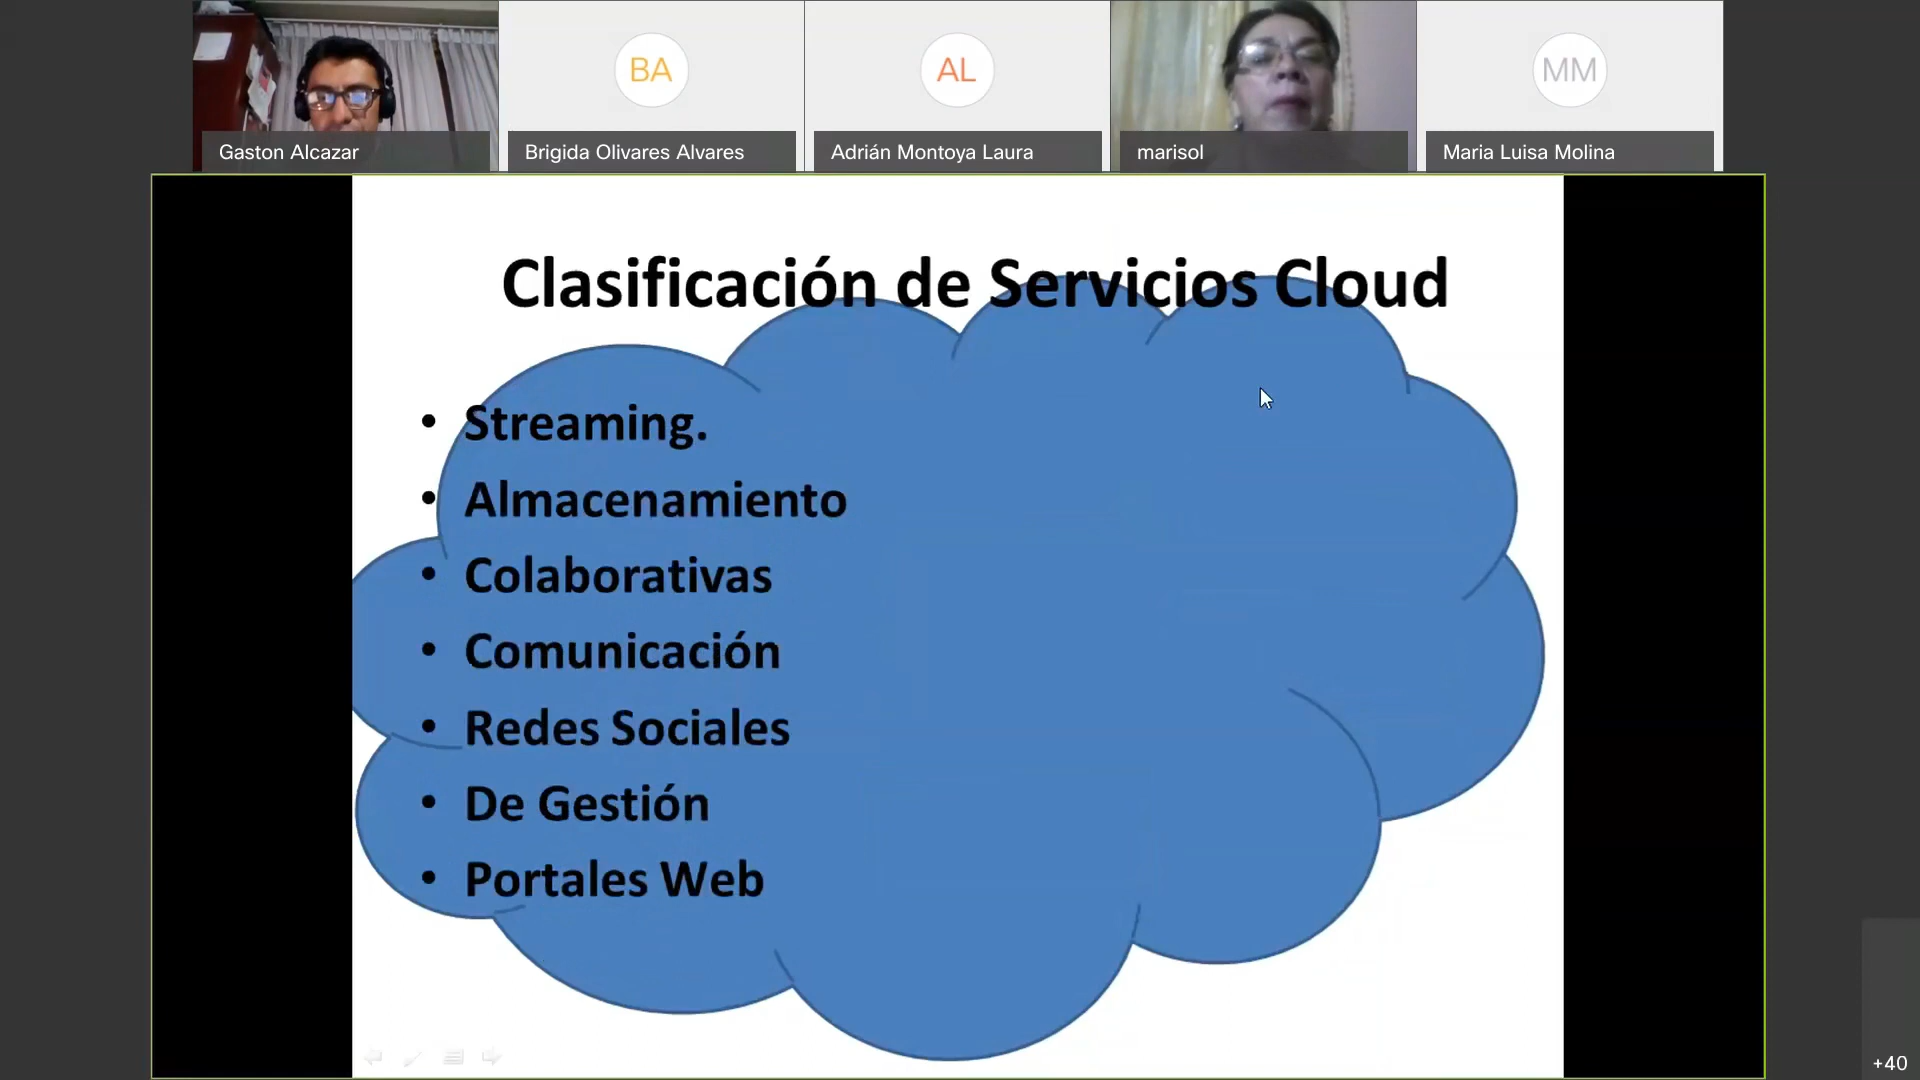 BA
AL
MM
Gaston Alcazar
Brigida Olivares Alvares
Adrián Montoya Laura
marisol
Maria Luisa Molina
Clasificación de Servicios Cloud
• Streaming.
• Almacenamiento
• Colaborativas
• Comunicación
• Redes Sociales
• De Gestión
• Portales Web
+40